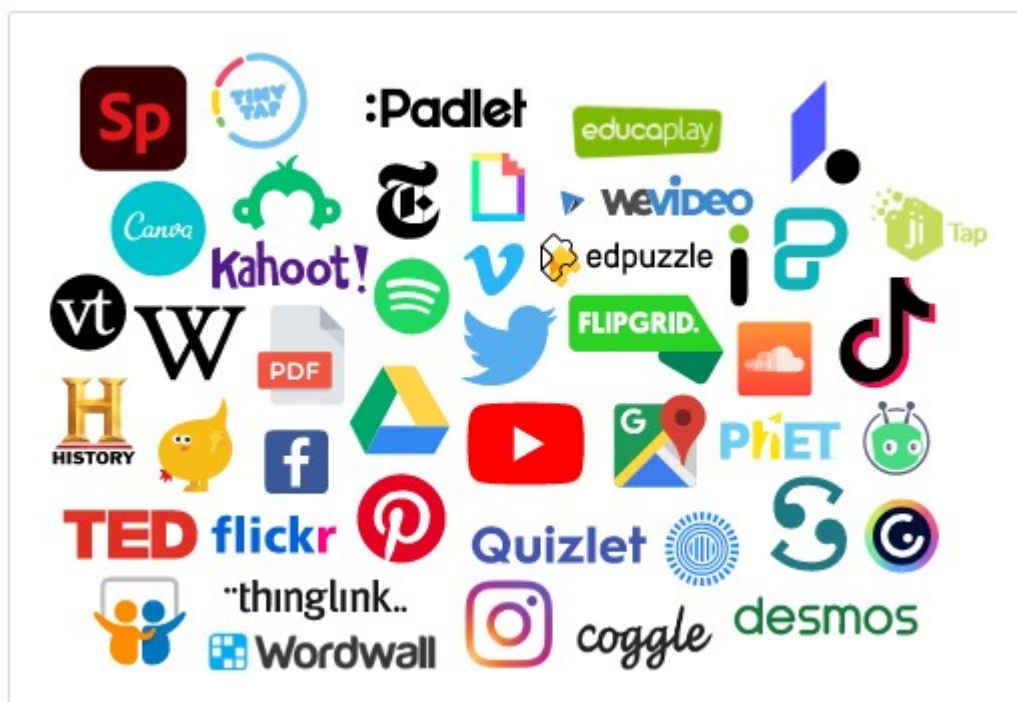 Sp
TINY
TAP
:Padlet
educaplay
Canva
T
wevideo
ji Tap
Kahoot!
edpuzzle
i
vt
W
PDF
FLIPGRID.
H
HISTORY
f
G
PhET
TED
flickr
Quizlet
S
C
¨thinglink..
Wordwall
coggle
desmos